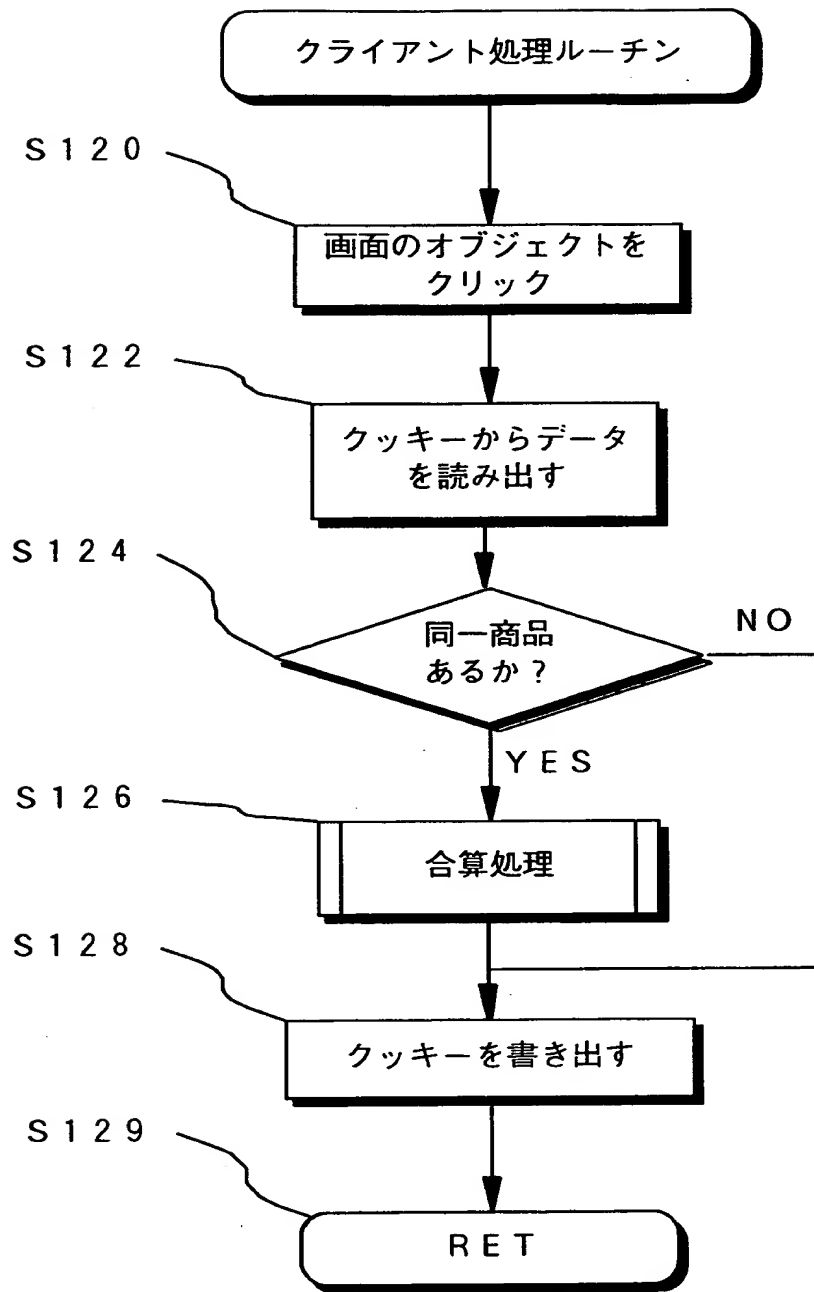 クライアント処理ルーチン
S120
画面のオブジェクトを
クリック
S122
クッキーからデータ
を読み出す
S124
同一商品
あるか？
NO
YES
S126
合算処理
S128
クッキーを書き出す
S129
RET